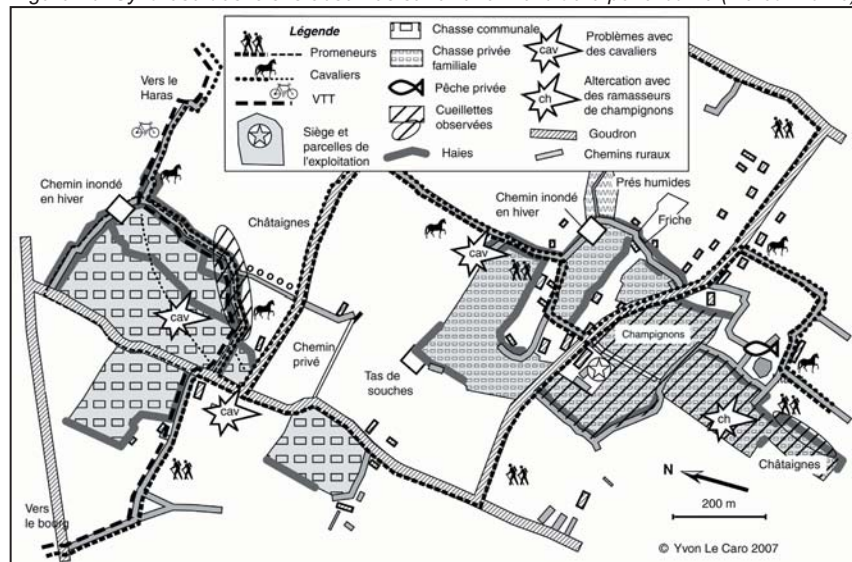 Légende
Promeneurs
Cavaliers
VTT
Siège et
parcelles de
l'exploitation
Chasse communale
Chasse privée
familiale
Pêche privée
Cueillettes
observées
Haies
cav
Problèmes avec
des cavaliers
ch
Altercation avec
des ramasseurs
de champignons
Goudron
Chemins ruraux
Vers le
Haras
Chemin inondé
en hiver
Châtaignes
cav
cav
Chemin
privé
Vers
le bourg
Chemin inondé
en hiver
Prés humides
Friche
cav
Tas de
souches
Champignons
ch
Châtaignes
N
200 m
© Yvon Le Caro 2007